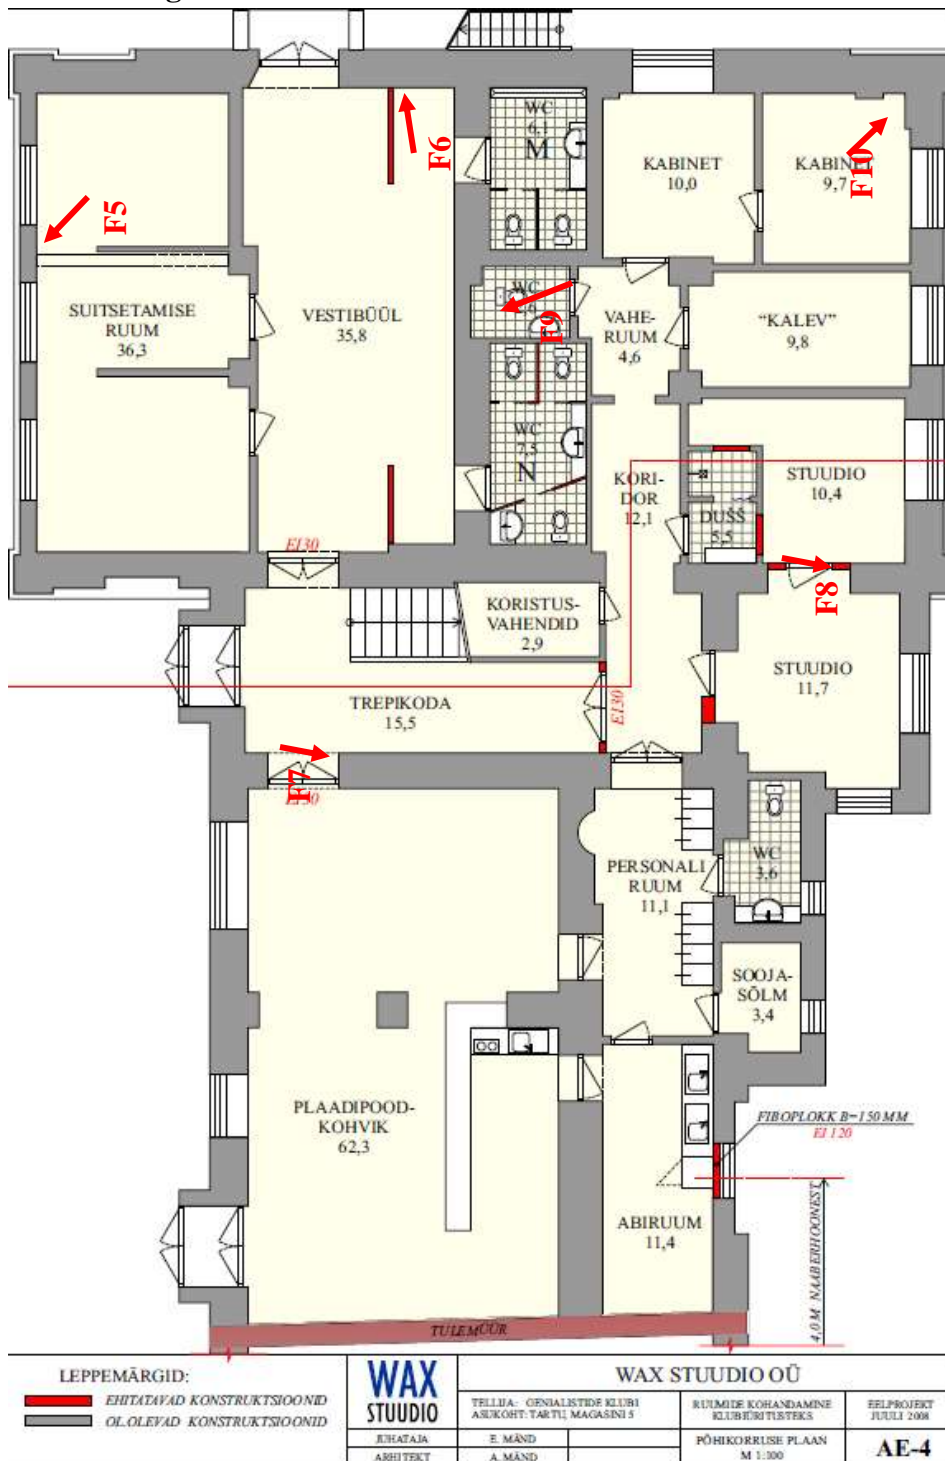 WC
6,1
M
F6
KABINET
10,0
KABINET
9,7
F10
F5
SUITSETAMISE
RUUM
36,3
VESTIBÜÜL
35,8
WC
F9
VAHE-
RUUM
4,6
"KALEV"
9,8
WC
7,5
N
KORI-
DOR
12,1
STUUDIO
10,4
DUŠŠ
5,5
EI30
F8
KORISTUS-
VAHENDID
2,9
STUUDIO
11,7
TREPIKODA
15,5
EI30
F7
EI30
PERSONALI
RUUM
11,1
WC
3,6
SOOJA-
SÕLM
3,4
PLAADIPOOD-
KOHVIK
62,3
FIBOPLOKK B=150 MM
EI 120
ABIRUUM
11,4
4,0 M NAABERHOONEST
TULEMÜÜR
LEPPEMÄRGID:
EHITATAVAD KONSTRUKTSIOONID
OL.OLEVAD KONSTRUKTSIOONID
WAX
STUUDIO
WAX STUUDIO OÜ
TELLIJA: GENIALISTIDE KLUBI
ASUKOHT: TARTU, MAGASINI 5
RUUMIDE KOHANDAMINE
KLUBIÜRITUSTEKS
EELPROJEKT
JUULI 2008
JUHATAJA
E. MÄND
ARHITEKT
A. MÄND
PÕHIKORRUSE PLAAN
M 1:100
AE-4